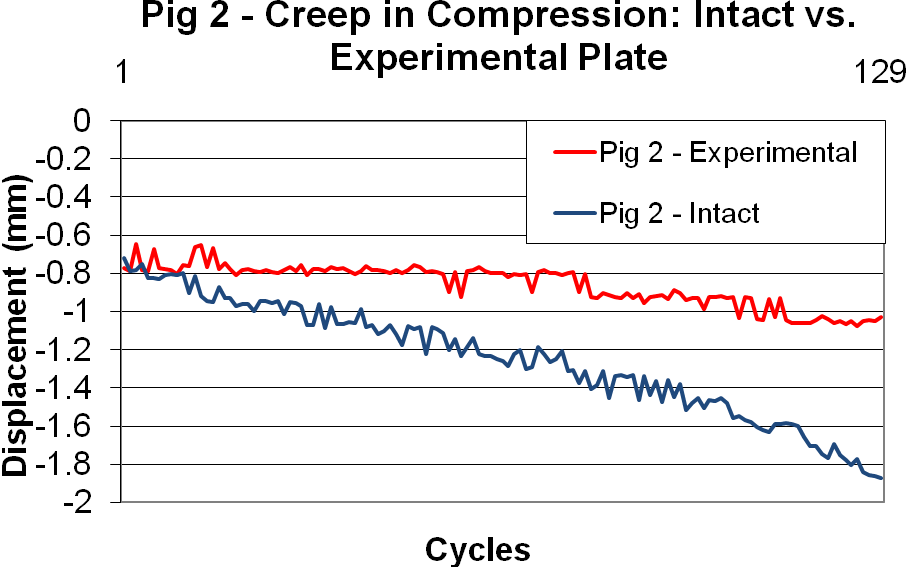 Pig 2 - Creep in Compression: Intact vs.
Experimental Plate
1 129
0
-0.2
-0.4
-0.6
-0.8
-1
-1.2
-1.4
-1.6
-1.8
-2
Displacement (mm)
Pig 2 - Experimental
Pig 2 - Intact
Cycles